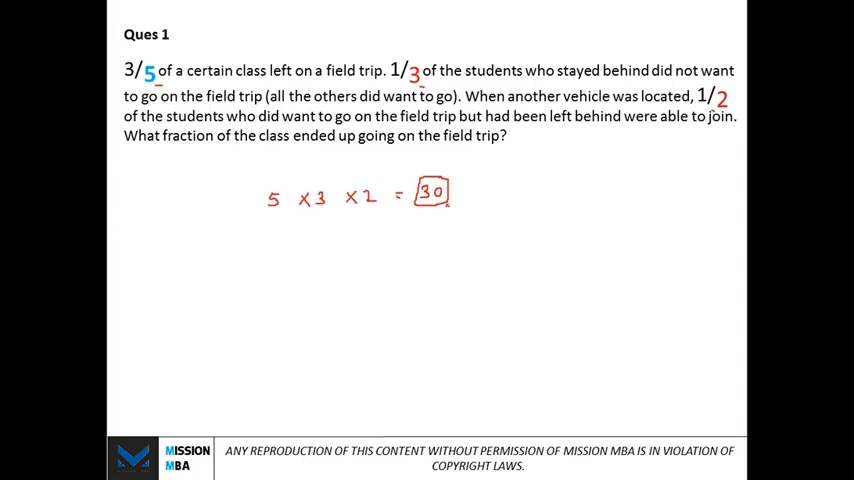 Ques 1
3/5 of a certain class left on a field trip. 1/3 of the students who stayed behind did not want
to go on the field trip (all the others did want to go). When another vehicle was located, 1/2
of the students who did want to go on the field trip but had been left behind were able to join.
What fraction of the class ended up going on the field trip?
5 × 3 × 2 = 30
MISSION
MBA
ANY REPRODUCTION OF THIS CONTENT WITHOUT PERMISSION OF MISSION MBA IS IN VIOLATION OF
COPYRIGHT LAWS.